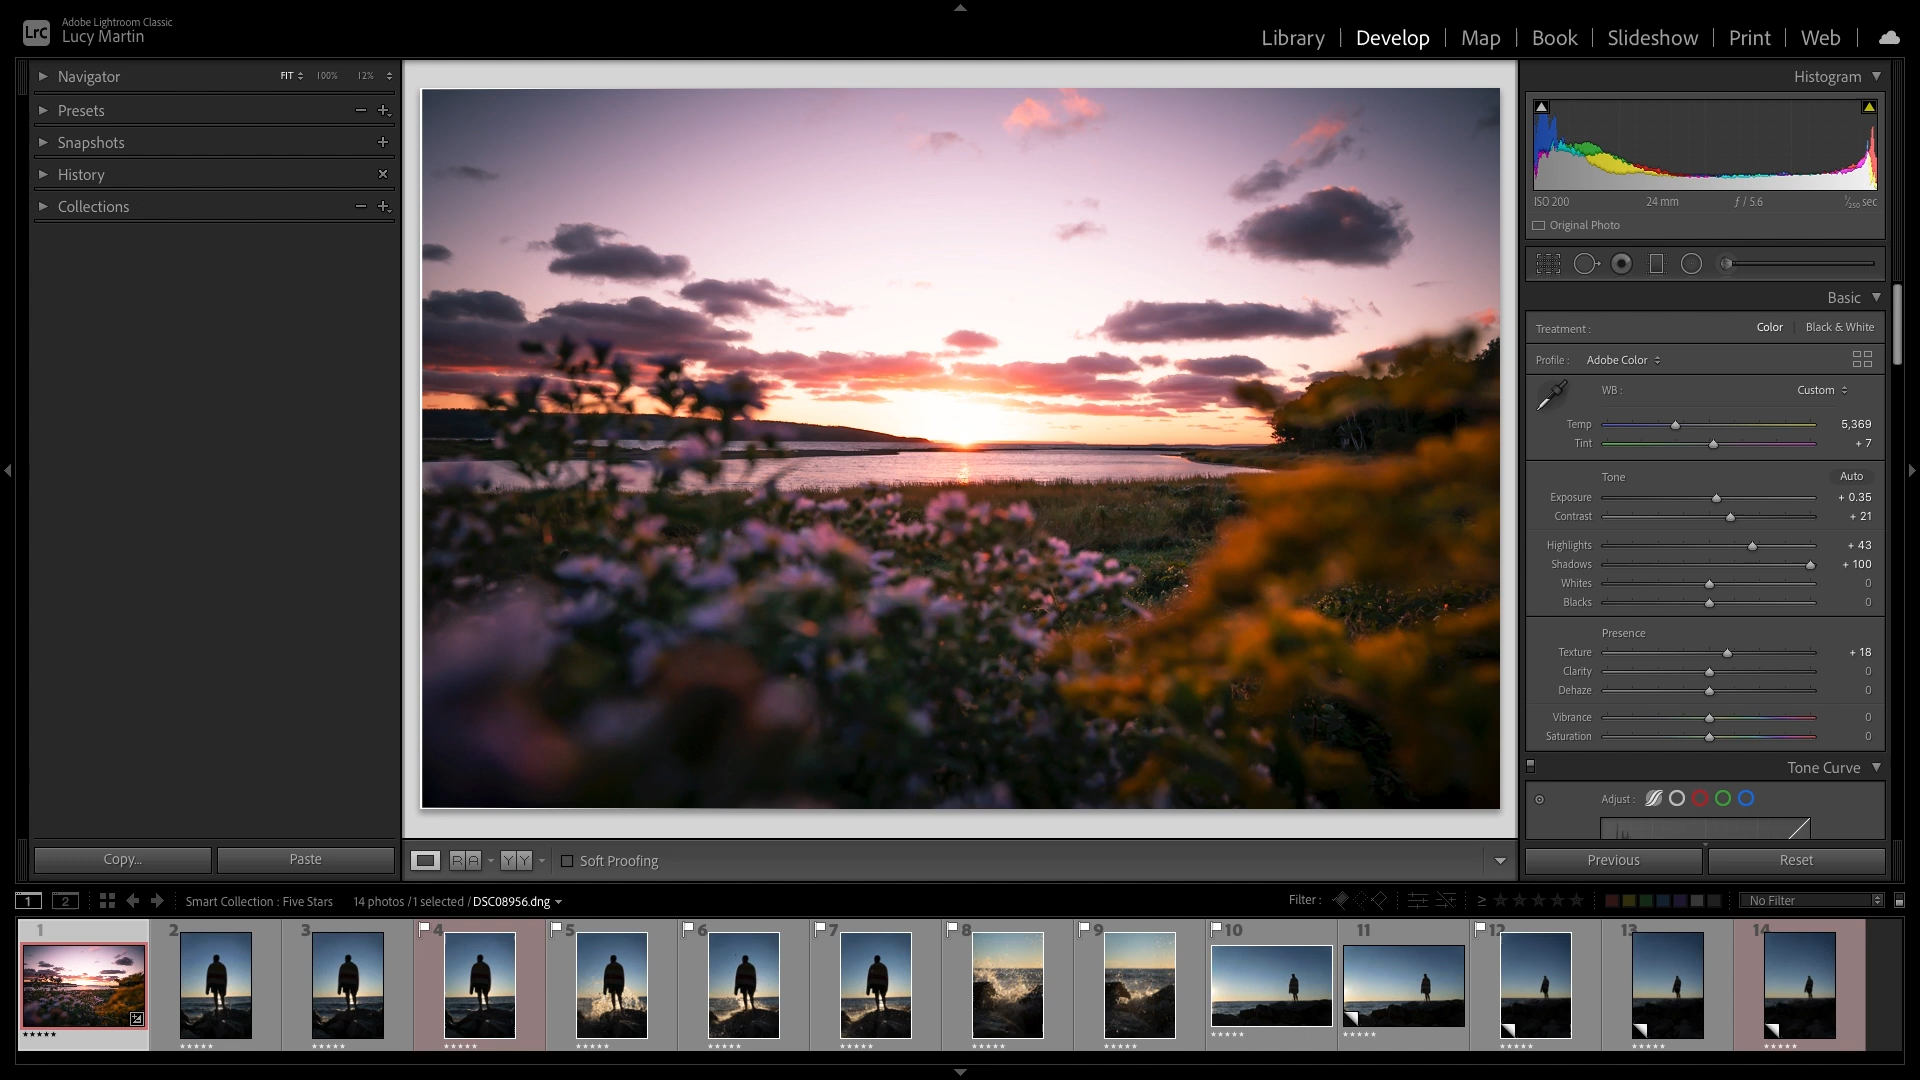 LrC
Adobe Lightroom Classic
Lucy Martin
Library
Develop
Map
Book
Slideshow
Print
Web
Navigator
FIT
100%
12%
Presets
Snapshots
History
Collections
Copy...
Paste
R A
Y Y
Soft Proofing
Histogram
ISO 200
24 mm
ƒ / 5.6
1/250 sec
Original Photo
Basic
Treatment :
Color
Black & White
Profile :
Adobe Color
WB :
Custom
Temp
5,369
Tint
+ 7
Tone
Auto
Exposure
+ 0.35
Contrast
+ 21
Highlights
+ 43
Shadows
+ 100
Whites
0
Blacks
0
Presence
Texture
+ 18
Clarity
0
Dehaze
0
Vibrance
0
Saturation
0
Tone Curve
Adjust :
Previous
Reset
1
2
Smart Collection : Five Stars
14 photos / 1 selected / DSC08956.dng
Filter :
≥ ★★★★★
No Filter
1
2
3
4
5
6
7
8
9
10
11
12
13
14